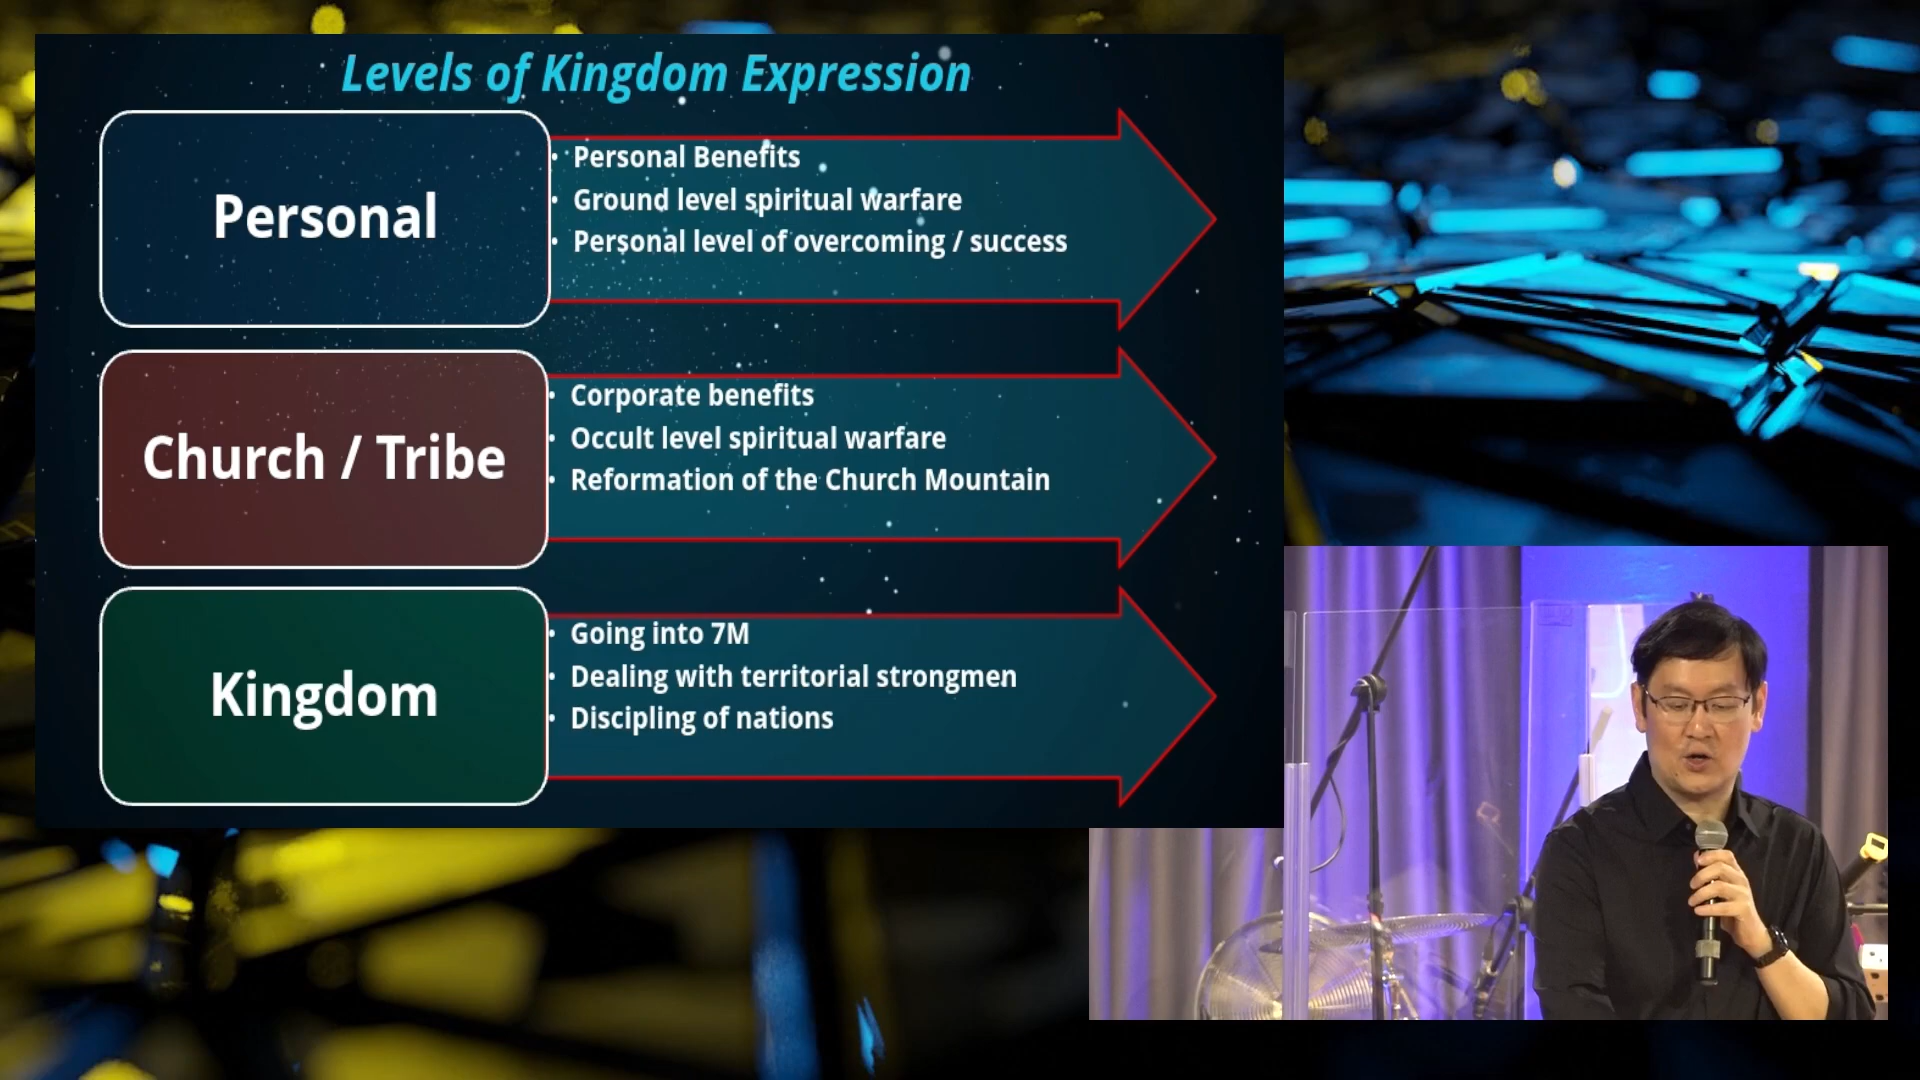 Levels of Kingdom Expression
Personal
• Personal Benefits
• Ground level spiritual warfare
• Personal level of overcoming / success
Church / Tribe
• Corporate benefits
• Occult level spiritual warfare
• Reformation of the Church Mountain
Kingdom
• Going into 7M
• Dealing with territorial strongmen
• Discipling of nations